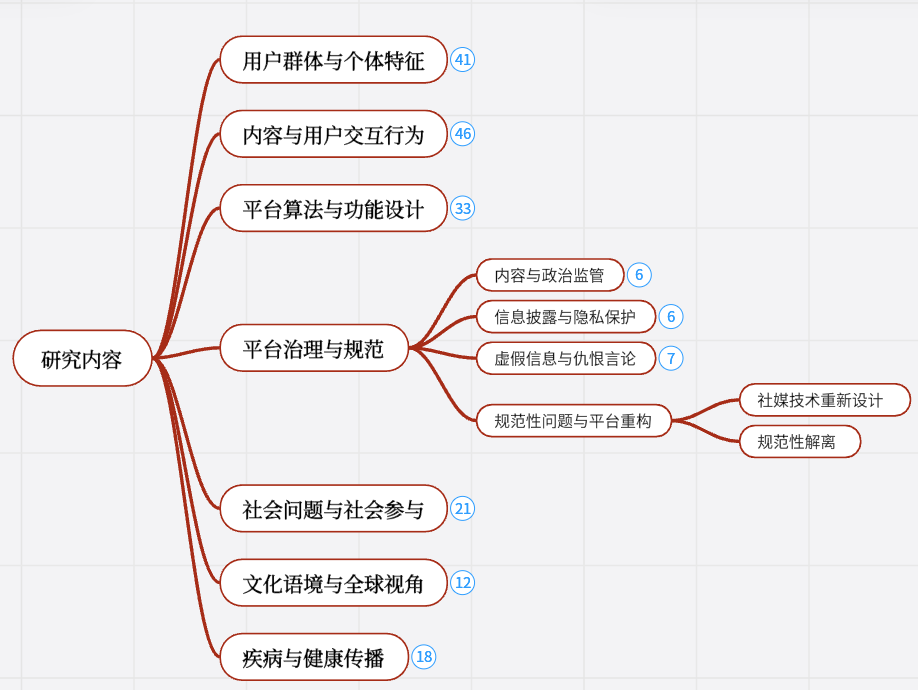 用户群体与个体特征 41
内容与用户交互行为 46
平台算法与功能设计 33
内容与政治监管 6
信息披露与隐私保护 6
平台治理与规范
虚假信息与仇恨言论 7
研究内容
社媒技术重新设计
规范性问题与平台重构
规范性解离
社会问题与社会参与 21
文化语境与全球视角 12
疾病与健康传播 18